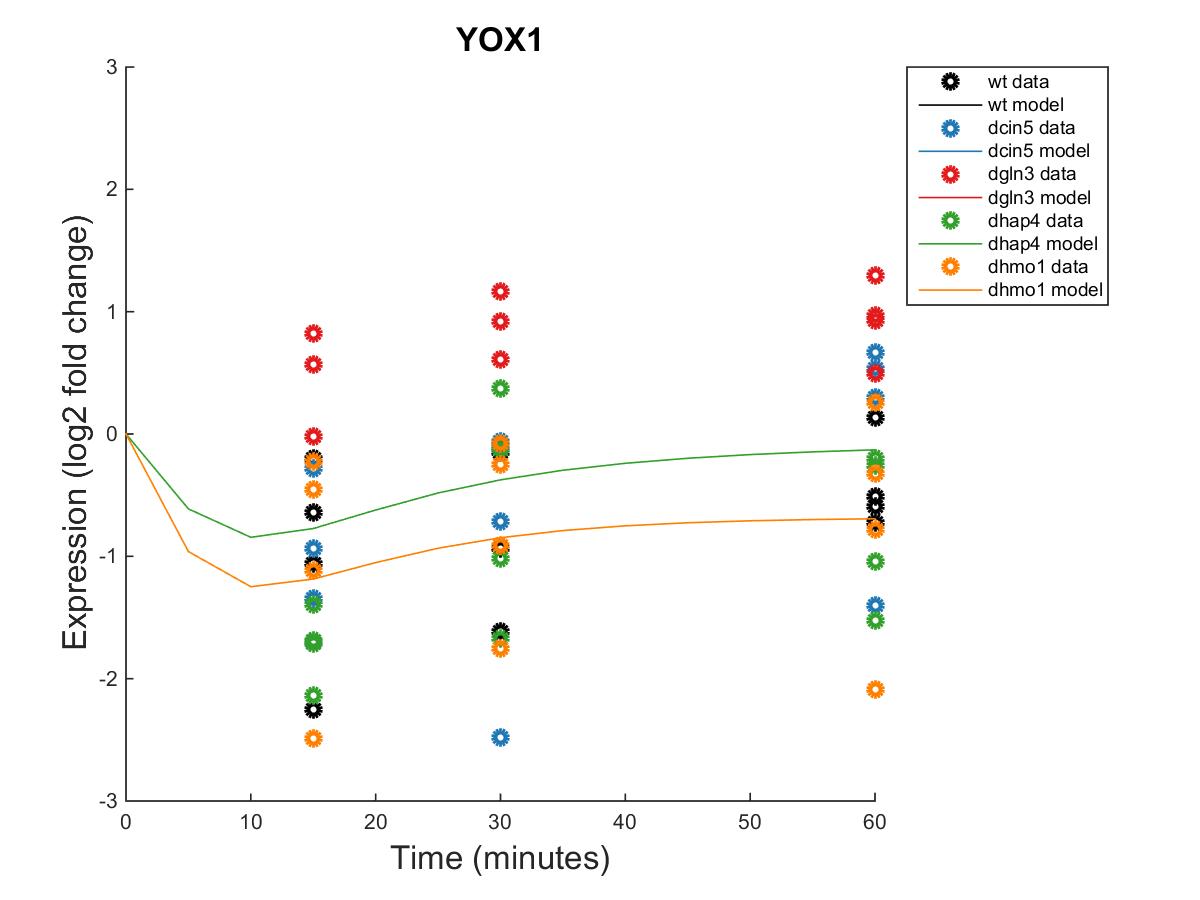 YOX1
3
2
1
0
-1
-2
-3
Expression (log2 fold change)
0 10 20 30 40 50 60
Time (minutes)
wt data
wt model
dcin5 data
dcin5 model
dgln3 data
dgln3 model
dhap4 data
dhap4 model
dhmo1 data
dhmo1 model